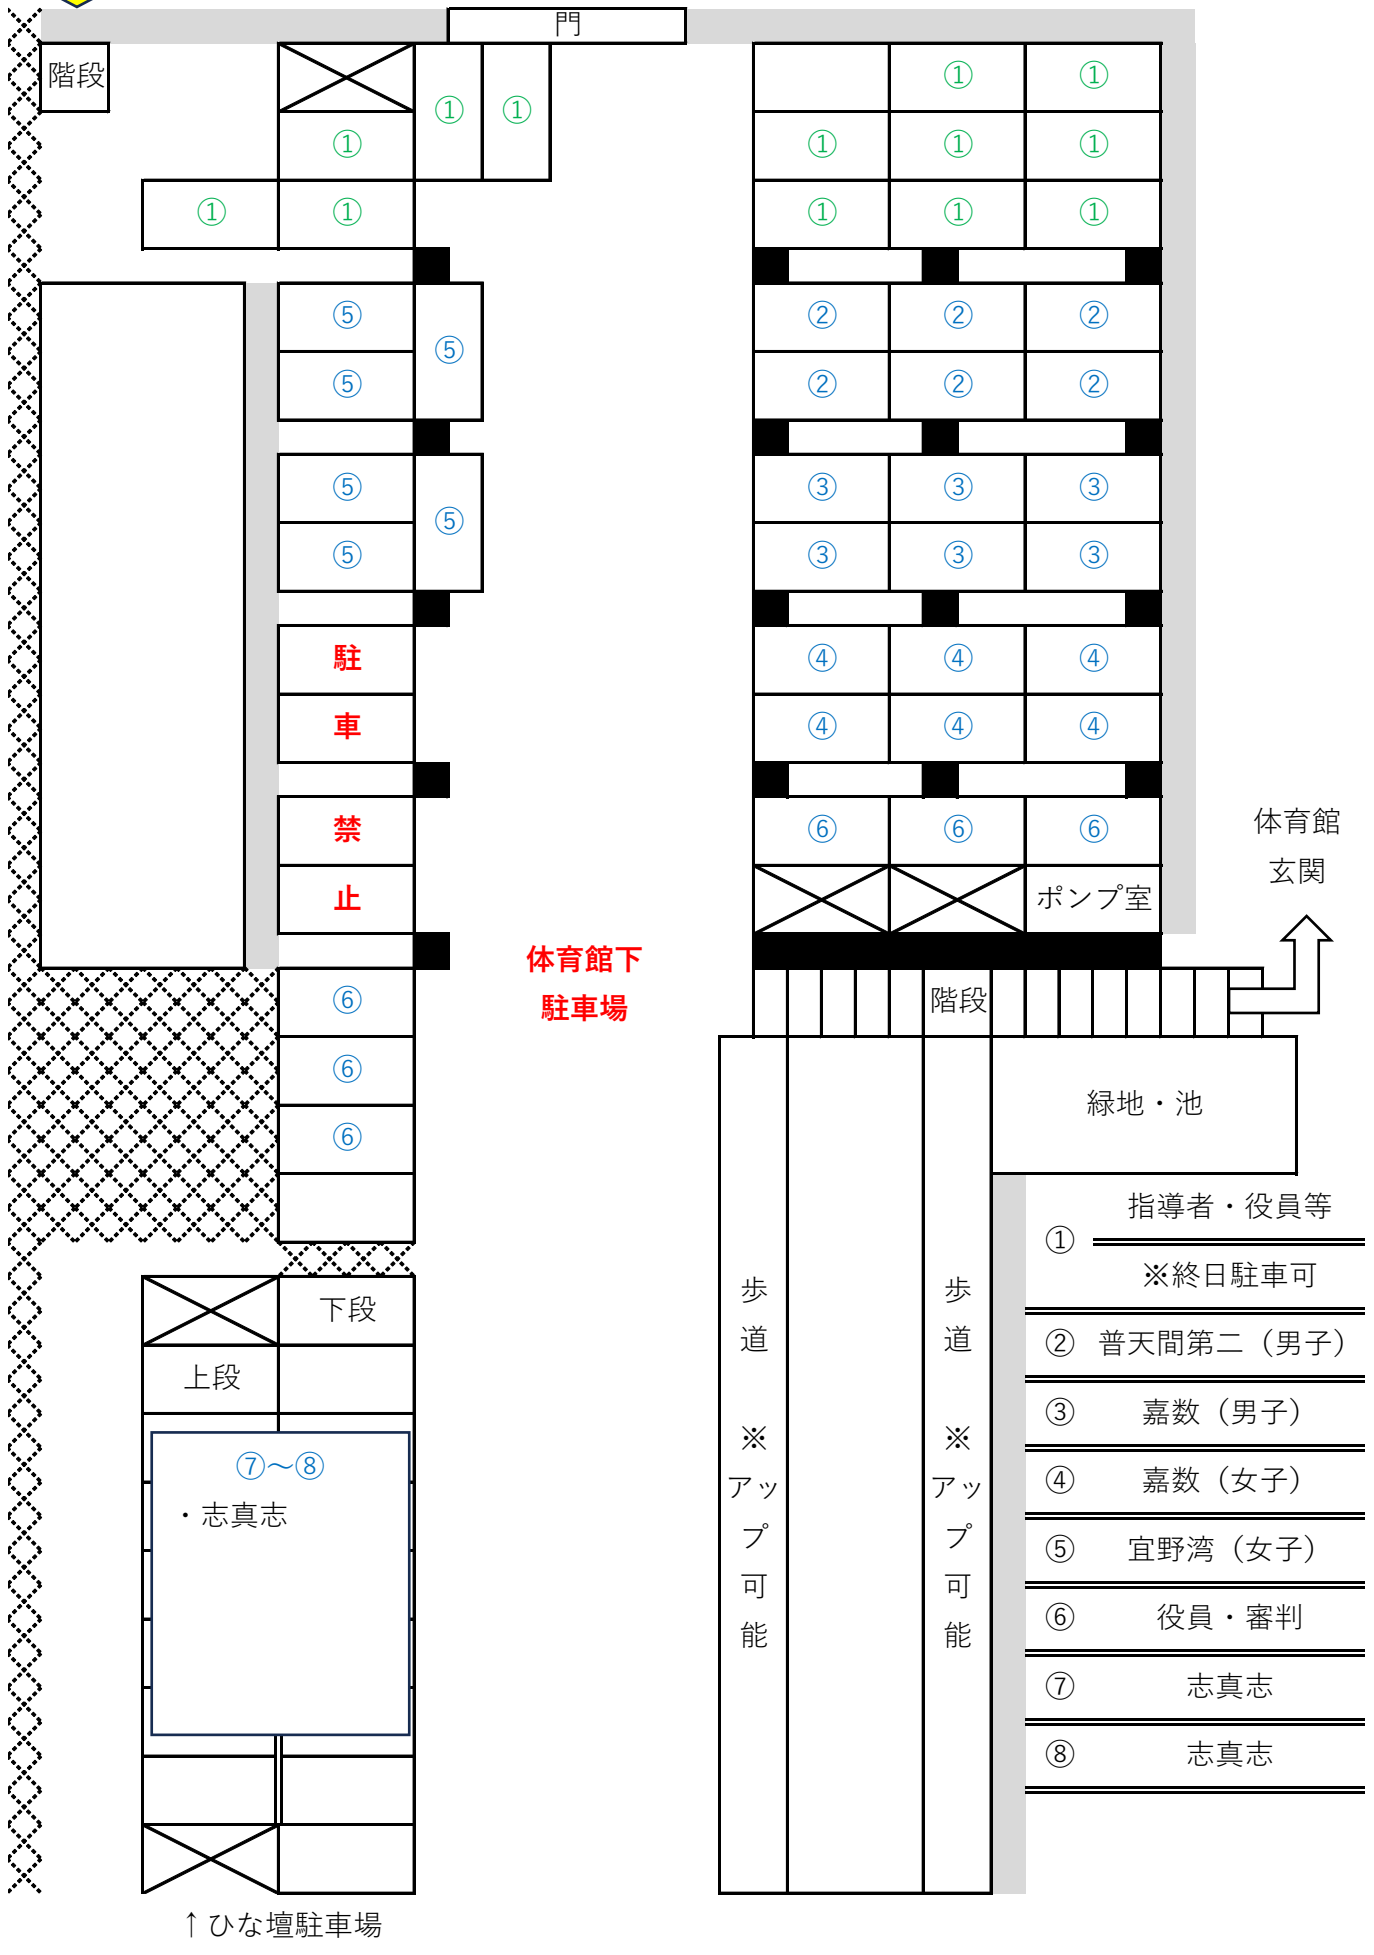 門
階段
① ①
① ①
① ① ①
① ① ①
①
① ①
⑤ ② ② ②
⑤
⑤ ② ② ②
⑤ ③ ③ ③
⑤
⑤ ③ ③ ③
駐 ④ ④ ④
車 ④ ④ ④
禁 ⑥ ⑥ ⑥
止 ポンプ室
体育館
玄関
体育館下
駐車場
階段
⑥
⑥
⑥
緑地・池
下段
上段
⑦～⑧
・志真志
歩道 ※アップ可能
歩道 ※アップ可能
① 指導者・役員等
※終日駐車可
② 普天間第二（男子）
③ 嘉数（男子）
④ 嘉数（女子）
⑤ 宜野湾（女子）
⑥ 役員・審判
⑦ 志真志
⑧ 志真志
↑ひな壇駐車場